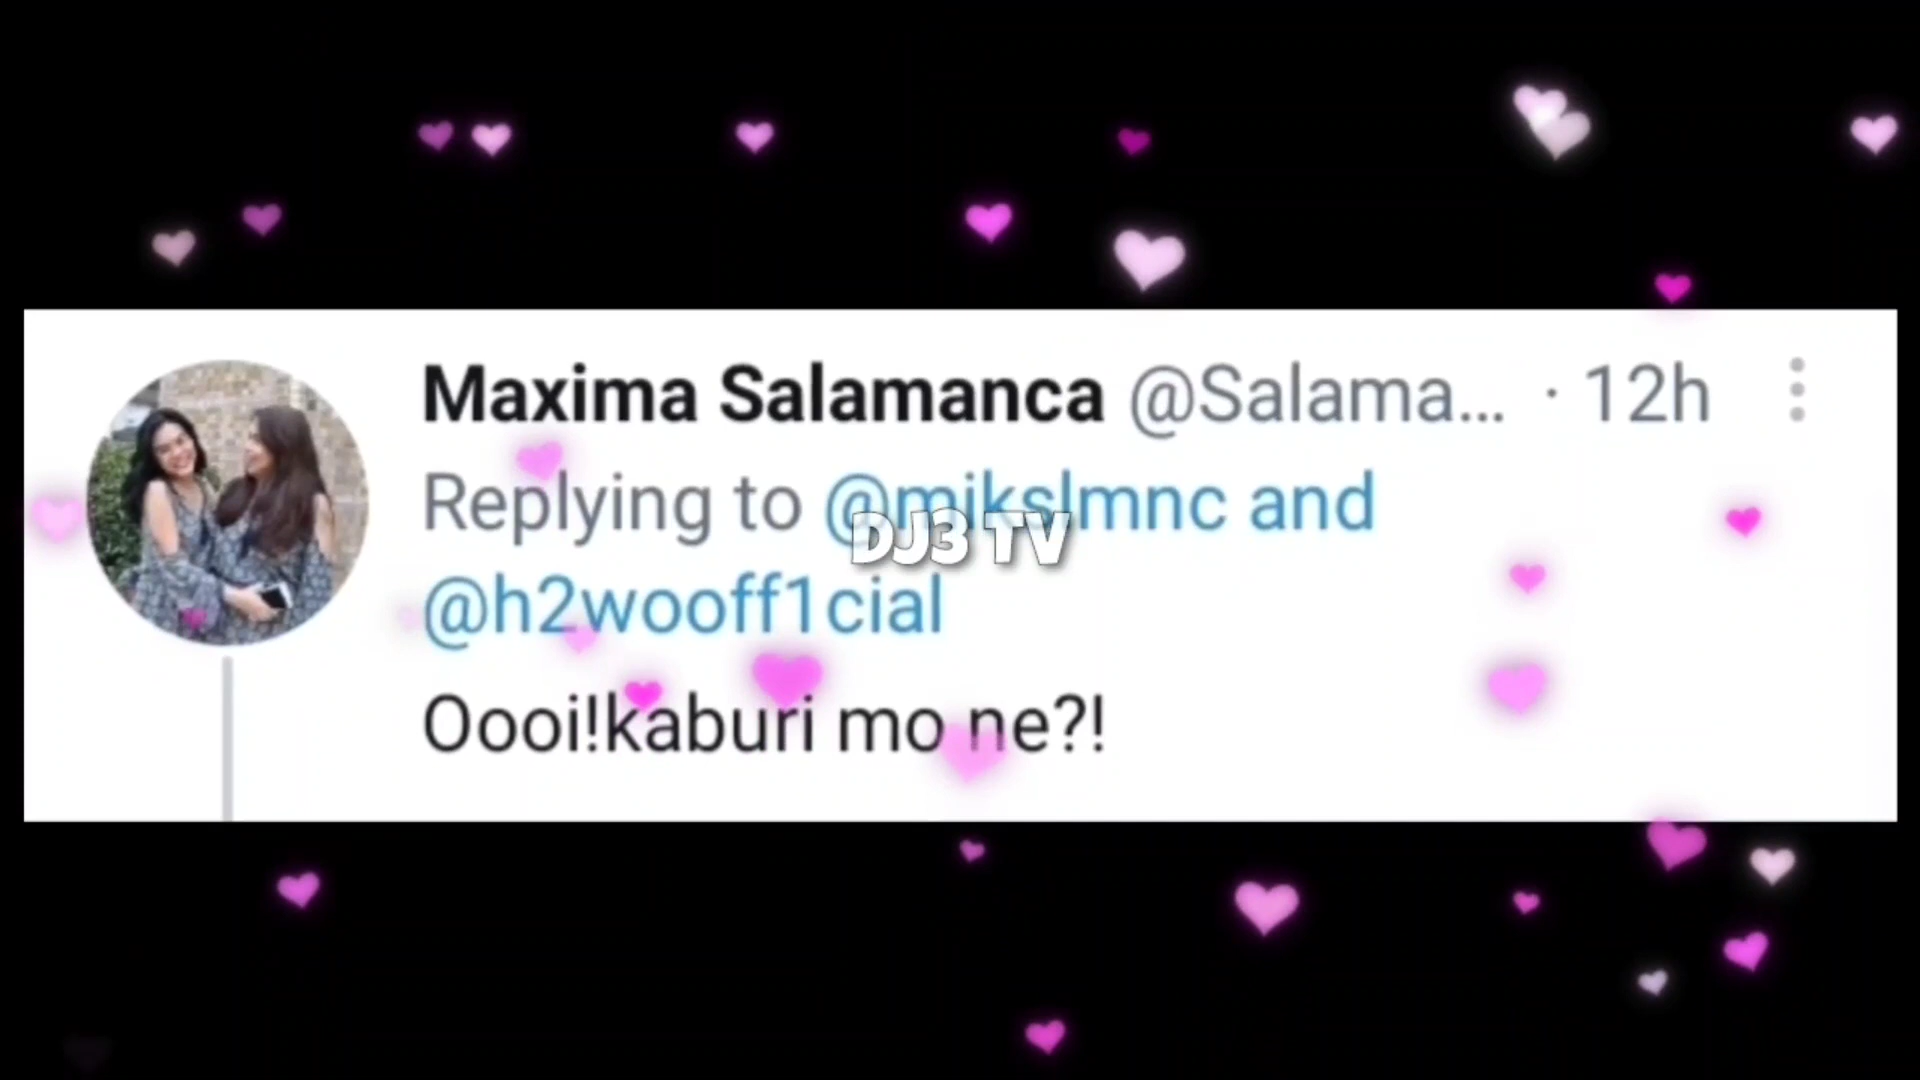 Maxima Salamanca @Salama... · 12h
Replying to @mikslmnc and
DJ3 TV
@h2wooff1cial
Oooi!kaburi mo ne?!